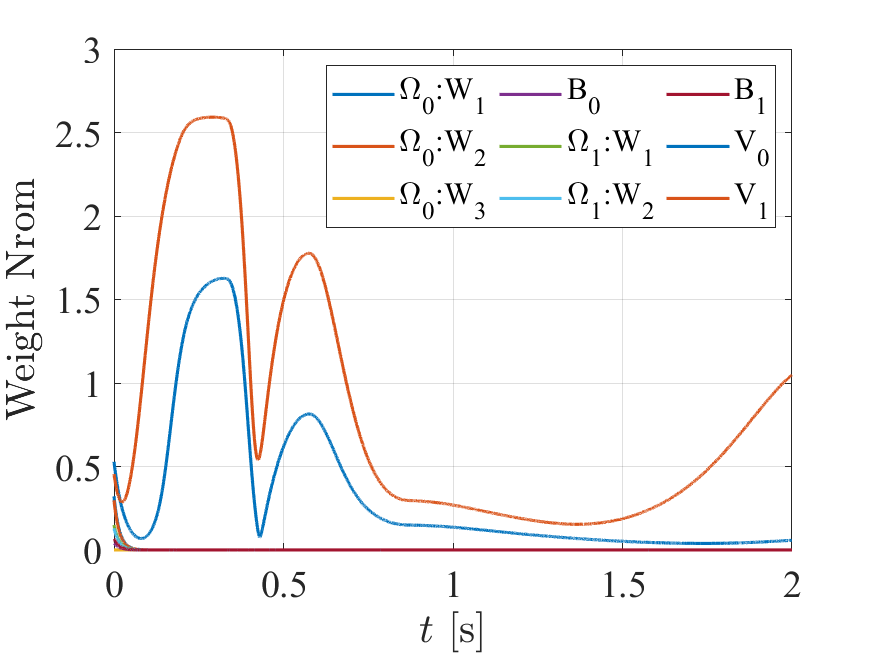 3
2.5
2
1.5
1
0.5
0
Weight Nrom
Ω₀:W₁ B₀ B₁
Ω₀:W₂ Ω₁:W₁ V₀
Ω₀:W₃ Ω₁:W₂ V₁
0 0.5 1 1.5 2
t [s]